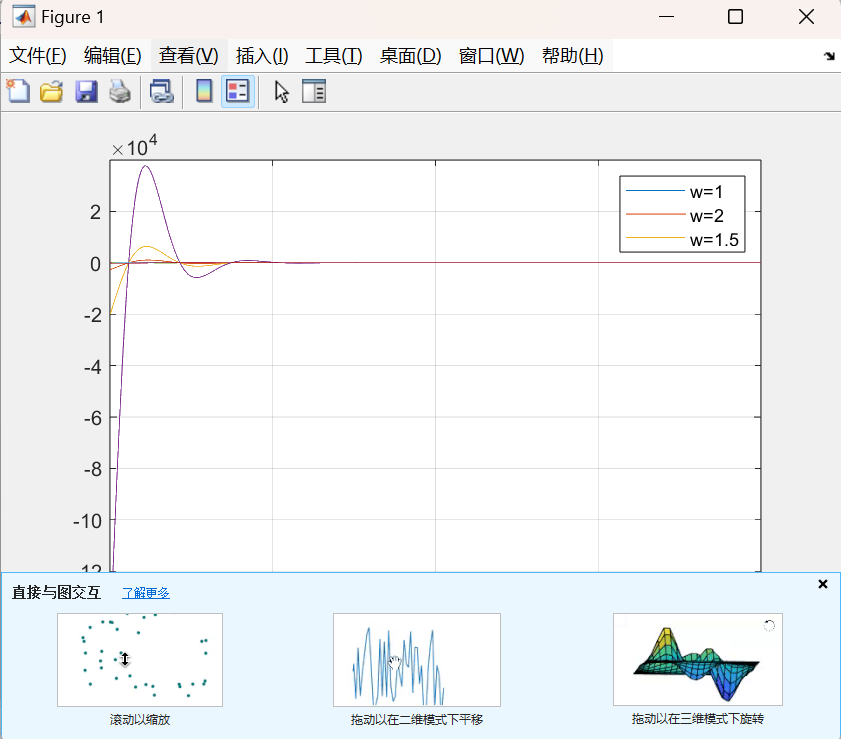 Figure 1
文件(F) 编辑(E) 查看(V) 插入(I) 工具(T) 桌面(D) 窗口(W) 帮助(H)
×10⁴
w=1
w=2
w=1.5
2
0
-2
-4
-6
-8
-10
直接与图交互 了解更多
滚动以缩放 拖动以在二维模式下平移 拖动以在三维模式下旋转